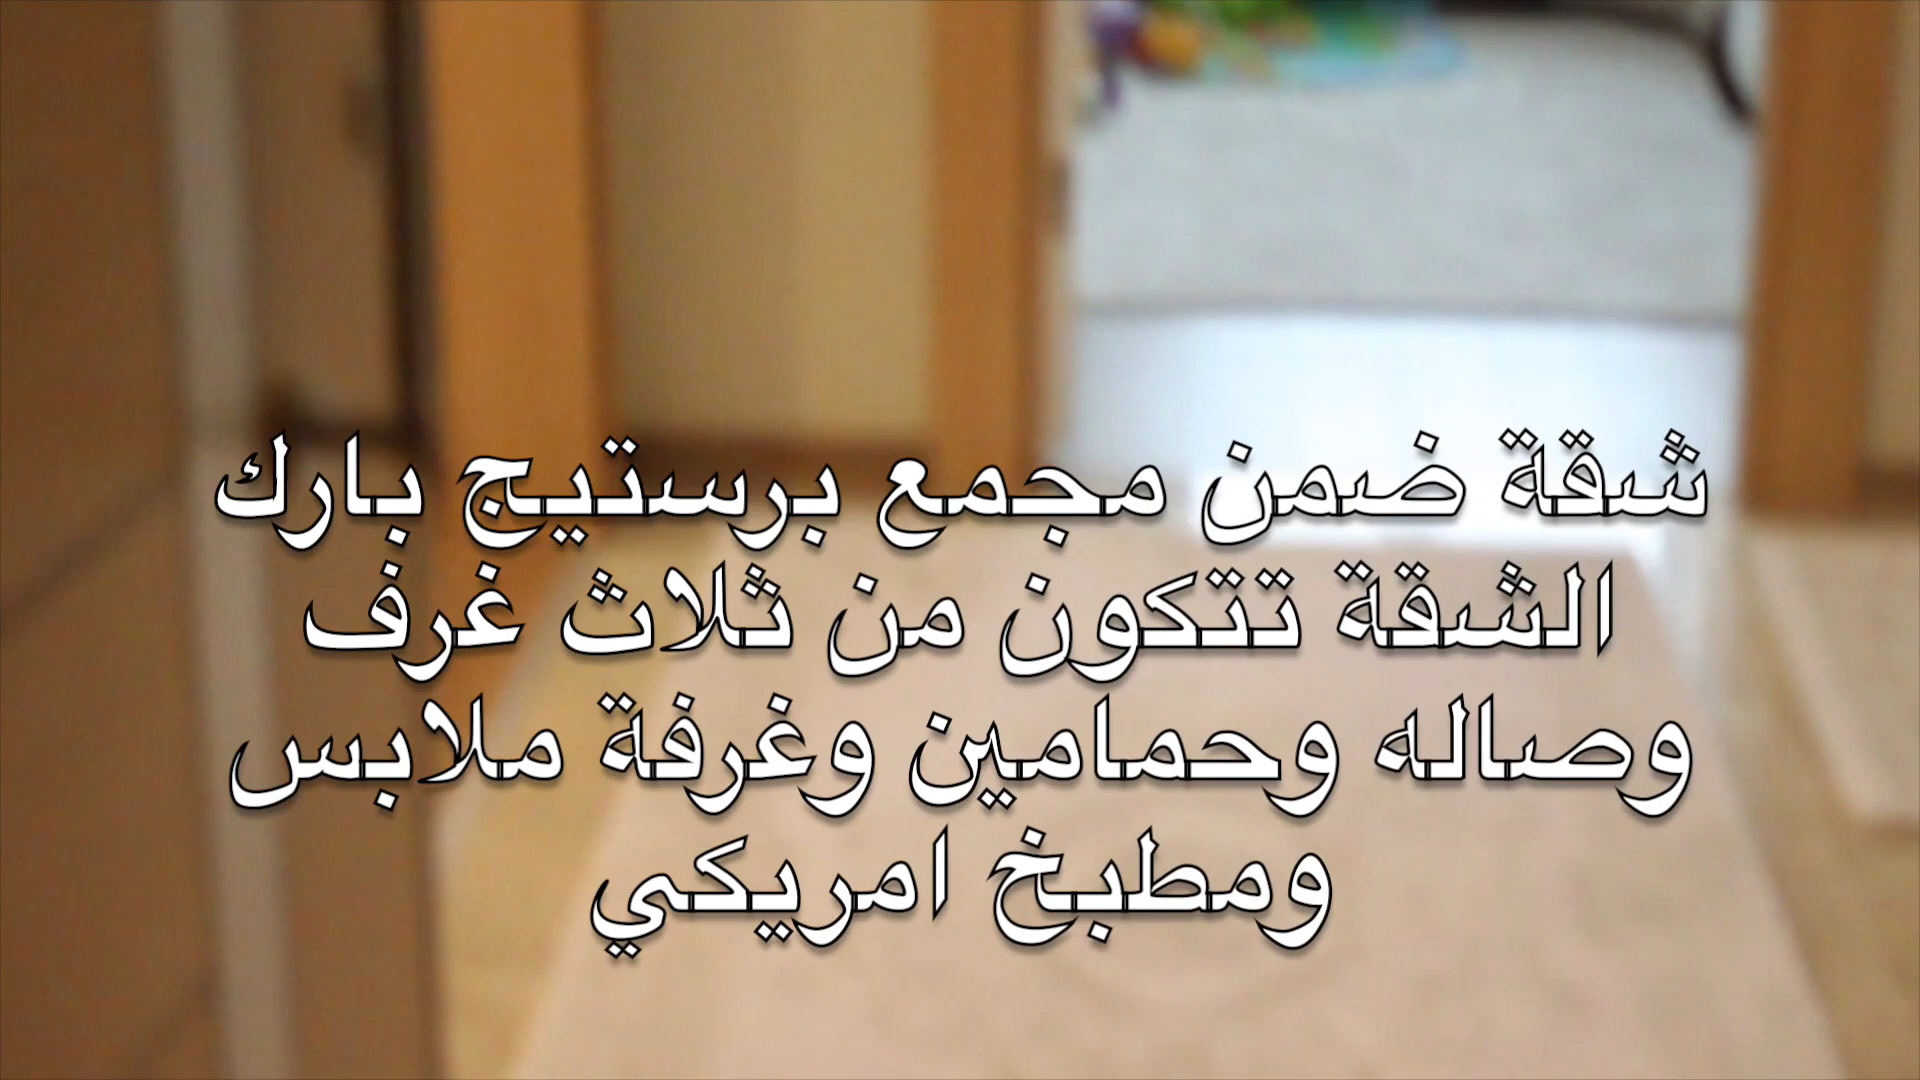 شقة ضمن مجمع برستيج بارك
الشقة تتكون من ثلاث غرف
وصاله وحمامين وغرفة ملابس
ومطبخ امريكي